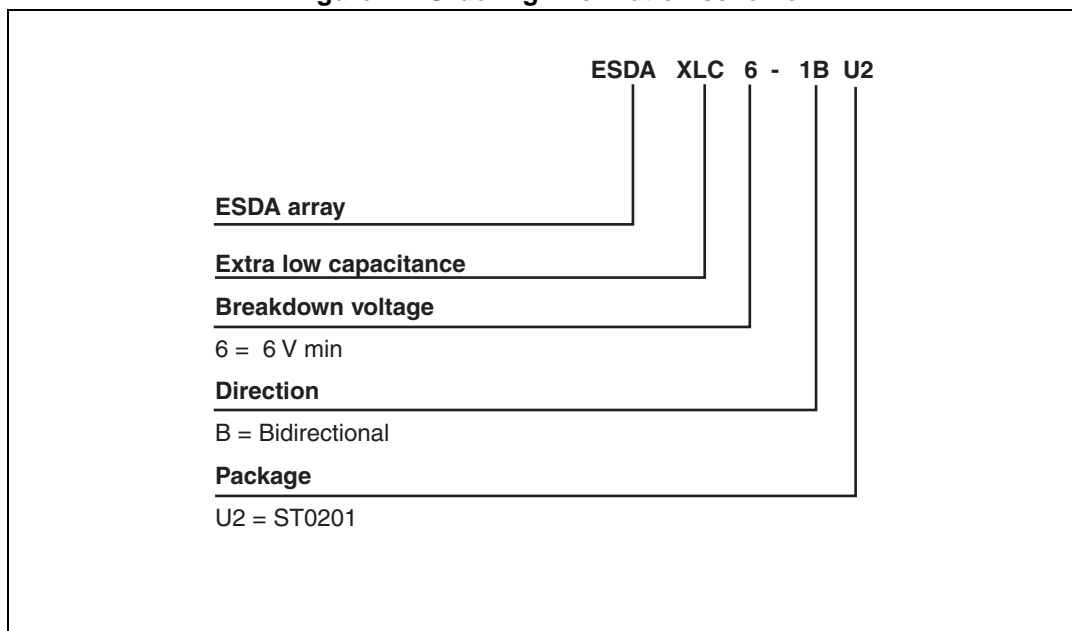 ESDA XLC 6 - 1B U2
ESDA array
Extra low capacitance
Breakdown voltage
6 = 6 V min
Direction
B = Bidirectional
Package
U2 = ST0201